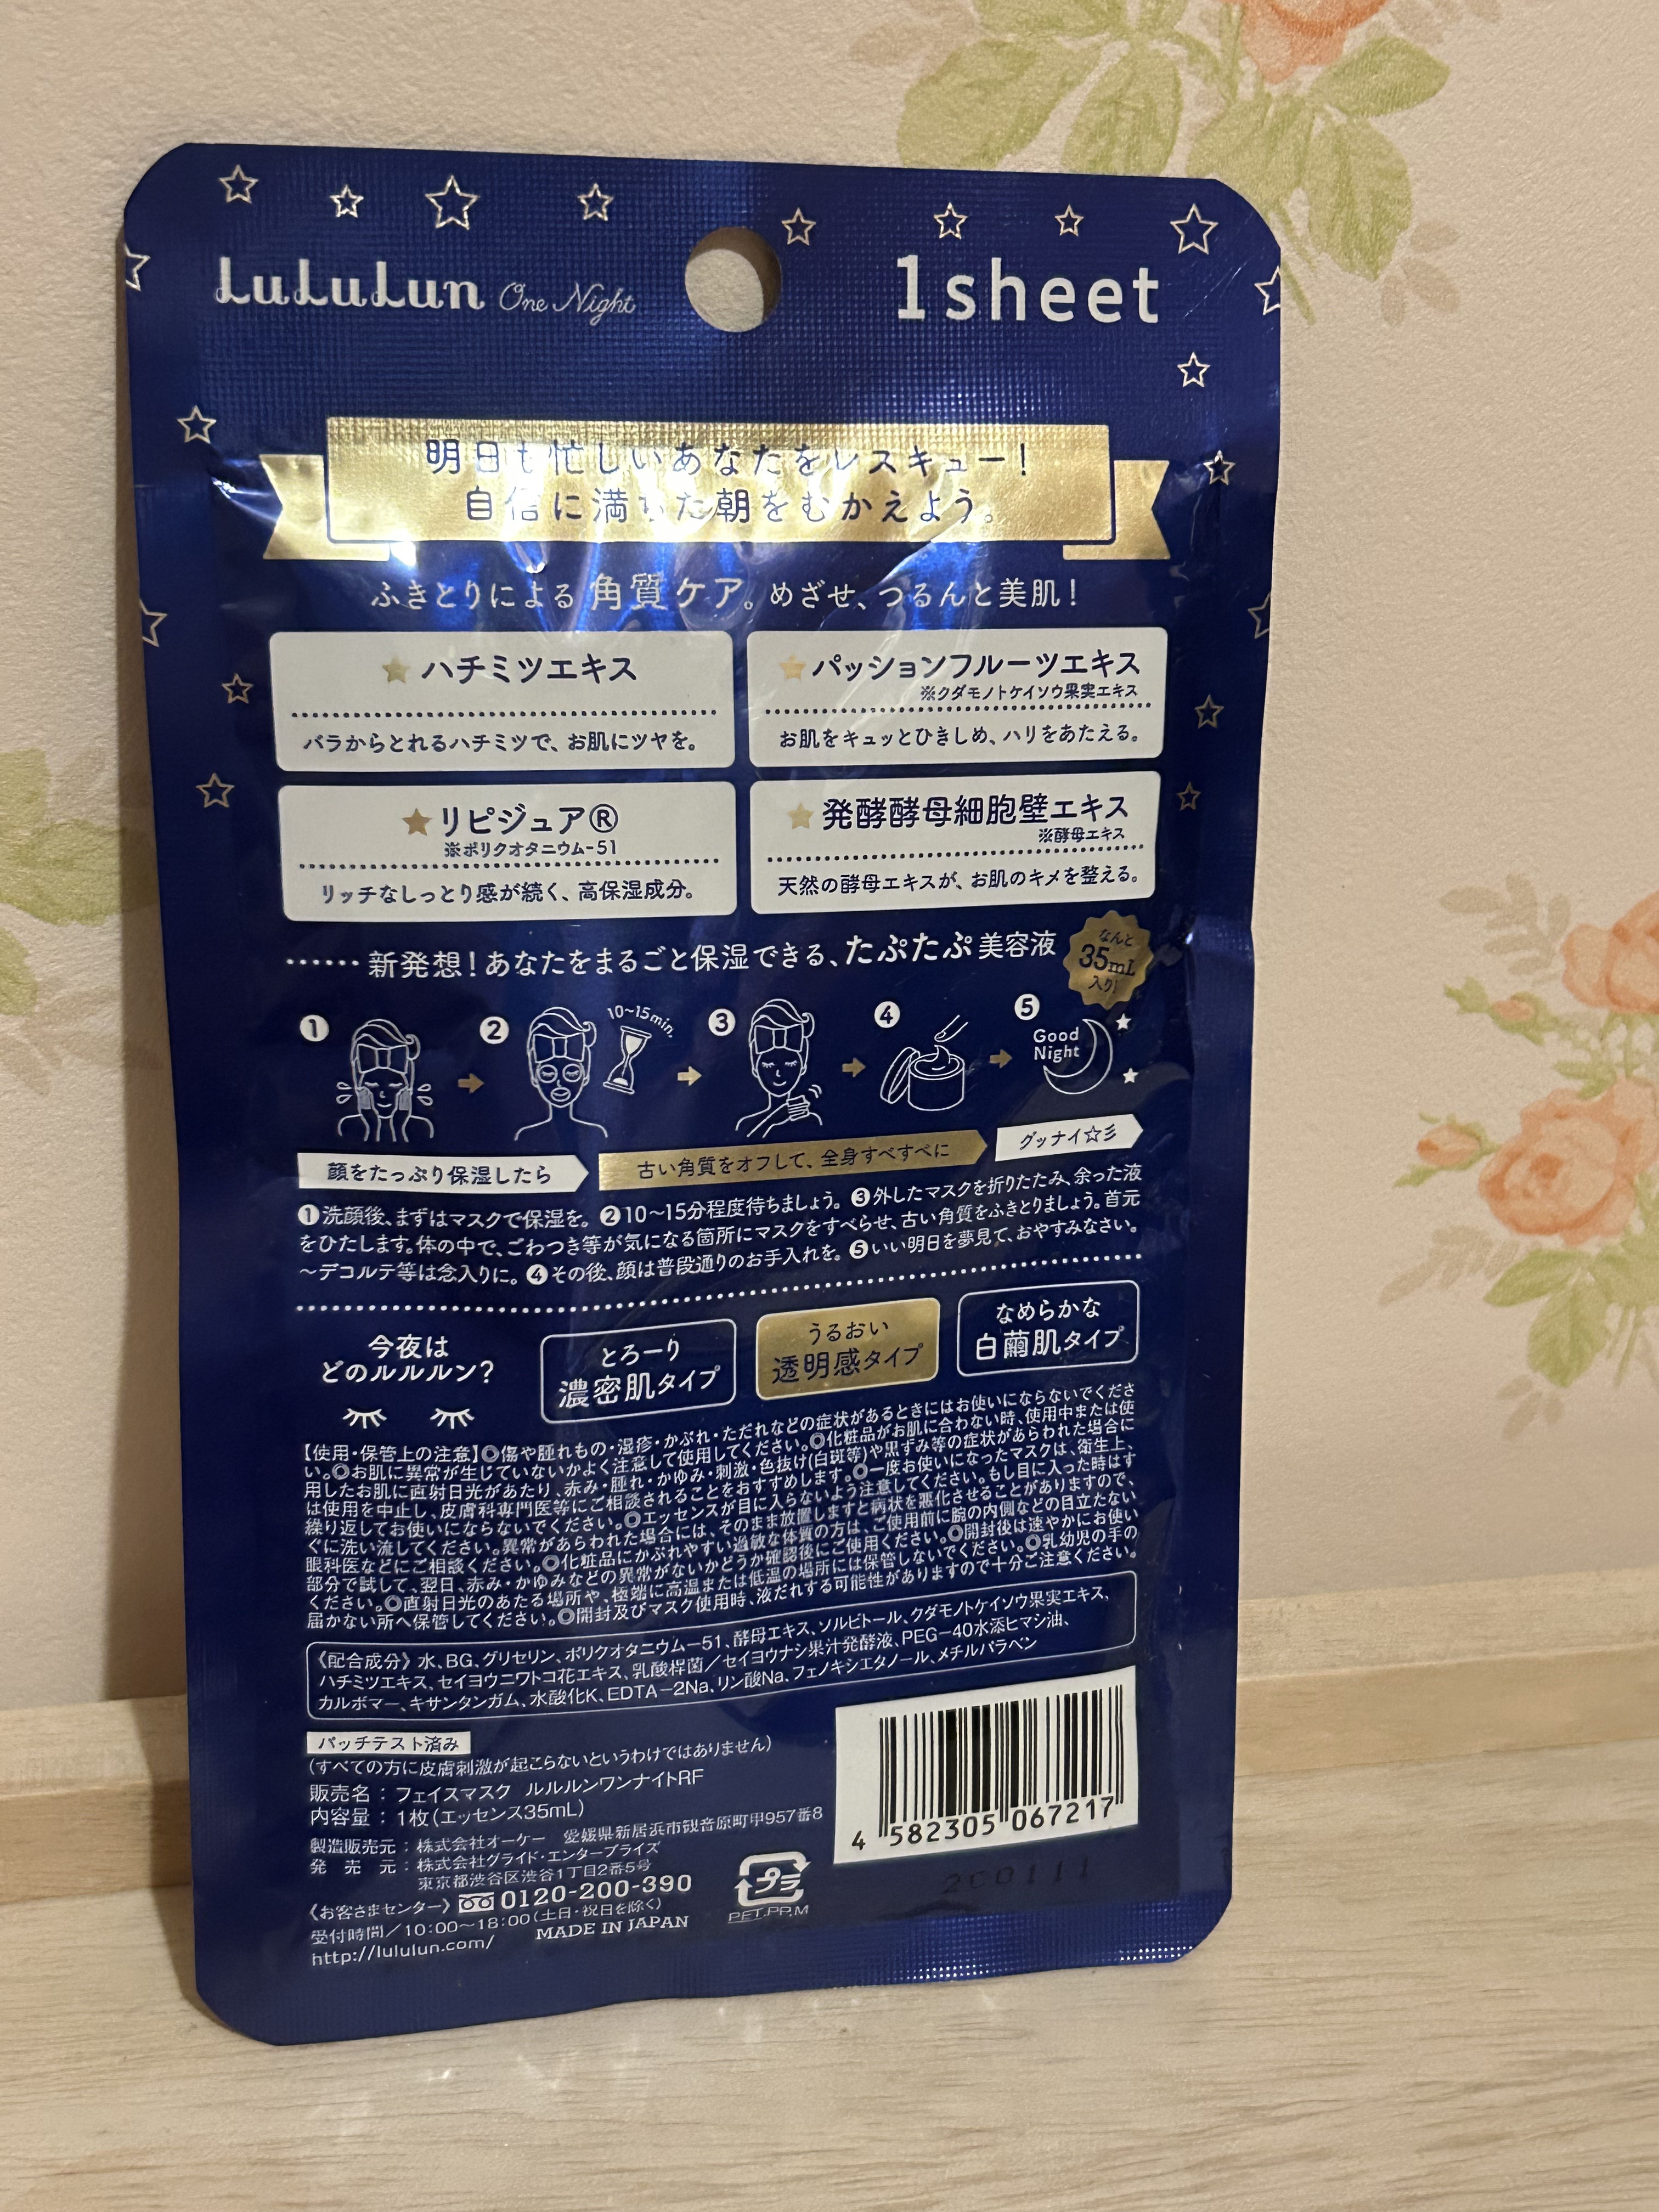 LuLuLun One Night
1sheet
明日も忙しいあなたをレスキュー!
自信に満ちた朝をむかえよう。
ふきとりによる 角質ケア。めざせ、つるんと美肌!
ハチミツエキス
バラからとれるハチミツで、お肌にツヤを。
パッションフルーツエキス
※クダモノトケイソウ果実エキス
お肌をキュッとひきしめ、ハリをあたえる。
リピジュア®
※ポリクオタニウム-51
リッチなしっとり感が続く、高保湿成分。
発酵酵母細胞壁エキス
※酵母エキス
天然の酵母エキスが、お肌のキメを整える。
……新発想!あなたをまるごと保湿できる、たぷたぷ美容液
なんと
35mL
入り!
1
2
10~15min.
3
4
5
Good
Night
顔をたっぷり保湿したら
古い角質をオフして、全身すべすべに
グッナイ☆彡
❶洗顔後、まずはマスクで保湿を。❷10〜15分程度待ちましょう。❸外したマスクを折りたたみ、余った液
をひたします。体の中で、ごわつき等が気になる箇所にマスクをすべらせ、古い角質をふきとりましょう。首元
〜デコルテ等は念入りに。❹その後、顔は普段通りのお手入れを。❺いい明日を夢見て、おやすみなさい。
今夜は
どのルルルン?
とろーり
濃密肌タイプ
うるおい
透明感タイプ
なめらかな
白繭肌タイプ
【使用・保管上の注意】◎傷や腫れもの・湿疹・かぶれ・ただれなどの症状があるときにはお使いにならないでくださ
い。◎お肌に異常が生じていないかよく注意して使用してください。◎化粧品がお肌に合わない時、使用中または使
用したお肌に直射日光があたり、赤み・腫れ・かゆみ・刺激・色抜け(白斑等)や黒ずみ等の症状があらわれた場合に
は使用を中止し、皮膚科専門医等にご相談されることをおすすめします。◎一度お使いになったマスクは、衛生上、
繰り返してお使いにならないでください。◎エッセンスが目に入らないよう注意してください。もし目に入った時はす
ぐに洗い流してください。異常があらわれた場合には、そのまま放置しますと病状を悪化させることがありますので、
眼科医などにご相談ください。◎化粧品にかぶれやすい過敏な体質の方は、ご使用前に腕の内側などの目立たない
部分で試して、翌日、赤み・かゆみなどの異常がないかどうか確認後にご使用ください。◎開封後は速やかにお使い
ください。◎直射日光のあたる場所や、極端に高温または低温の場所には保管しないでください。◎乳幼児の手の
届かない所へ保管してください。◎開封及びマスク使用時、液だれする可能性がありますので十分ご注意ください。
《配合成分》水、BG、グリセリン、ポリクオタニウム-51、酵母エキス、ソルビトール、クダモノトケイソウ果実エキス、
ハチミツエキス、セイヨウニワトコ花エキス、乳酸桿菌/セイヨウナシ果汁発酵液、PEG-40水添ヒマシ油、
カルボマー、キサンタンガム、水酸化K、EDTA-2Na、リン酸Na、フェノキシエタノール、メチルパラベン
パッチテスト済み
(すべての方に皮膚刺激が起こらないというわけではありません)
販売名:フェイスマスク ルルルンワンナイトRF
内容量:1枚(エッセンス35mL)
製造販売元:株式会社オーケー 愛媛県新居浜市観音原町甲957番8
発 売 元:株式会社グライド・エンタープライズ
東京都渋谷区渋谷1丁目2番5号
《お客さまセンター》 0120-200-390
受付時間/10:00〜18:00(土日・祝日を除く)
http://lululun.com/
MADE IN JAPAN
プラ
PET,PP,M
4 582305 067217